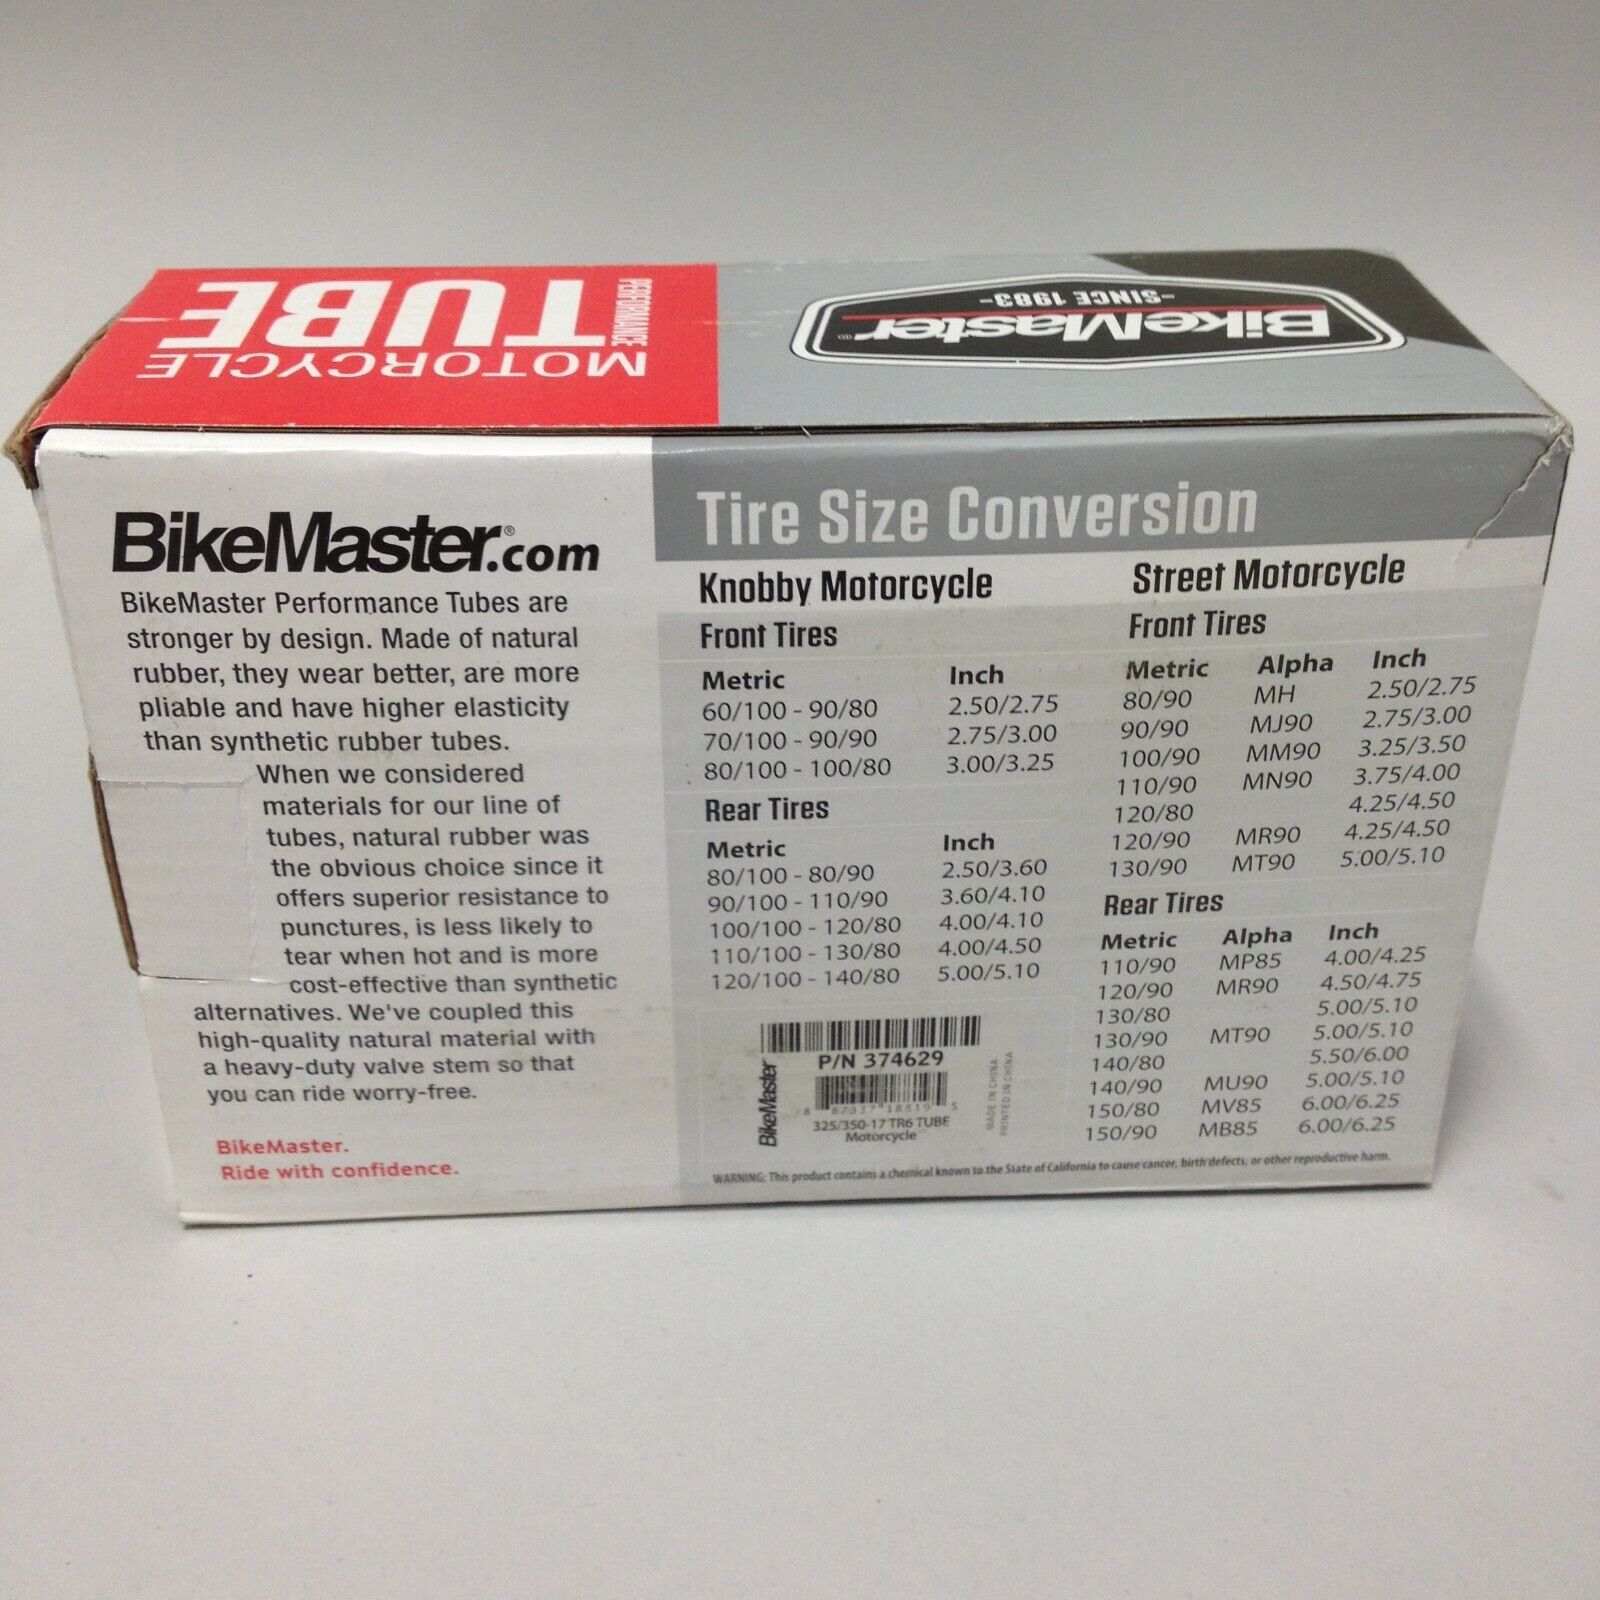 MOTORCYCLE
PERFORMANCE
TUBE
BikeMaster®
-SINCE 1983-
BikeMaster®.com
BikeMaster Performance Tubes are
stronger by design. Made of natural
rubber, they wear better, are more
pliable and have higher elasticity
than synthetic rubber tubes.
When we considered
materials for our line of
tubes, natural rubber was
the obvious choice since it
offers superior resistance to
punctures, is less likely to
tear when hot and is more
cost-effective than synthetic
alternatives. We've coupled this
high-quality natural material with
a heavy-duty valve stem so that
you can ride worry-free.
BikeMaster.
Ride with confidence.
Tire Size Conversion
Knobby Motorcycle
Front Tires
Metric Inch
60/100 - 90/80 2.50/2.75
70/100 - 90/90 2.75/3.00
80/100 - 100/80 3.00/3.25
Rear Tires
Metric Inch
80/100 - 80/90 2.50/3.60
90/100 - 110/90 3.60/4.10
100/100 - 120/80 4.00/4.10
110/100 - 130/80 4.00/4.50
120/100 - 140/80 5.00/5.10
Street Motorcycle
Front Tires
Metric Alpha Inch
80/90 MH 2.50/2.75
90/90 MJ90 2.75/3.00
100/90 MM90 3.25/3.50
110/90 MN90 3.75/4.00
120/80 4.25/4.50
120/90 MR90 4.25/4.50
130/90 MT90 5.00/5.10
Rear Tires
Metric Alpha Inch
110/90 MP85 4.00/4.25
120/90 MR90 4.50/4.75
130/80 5.00/5.10
130/90 MT90 5.00/5.10
140/80 5.50/6.00
140/90 MU90 5.00/5.10
150/80 MV85 6.00/6.25
150/90 MB85 6.00/6.25
BikeMaster
P/N 374629
325/350-17 TR6 TUBE
Motorcycle
MADE IN CHINA
PRINTED IN CHINA
WARNING: This product contains a chemical known to the State of California to cause cancer, birth defects, or other reproductive harm.